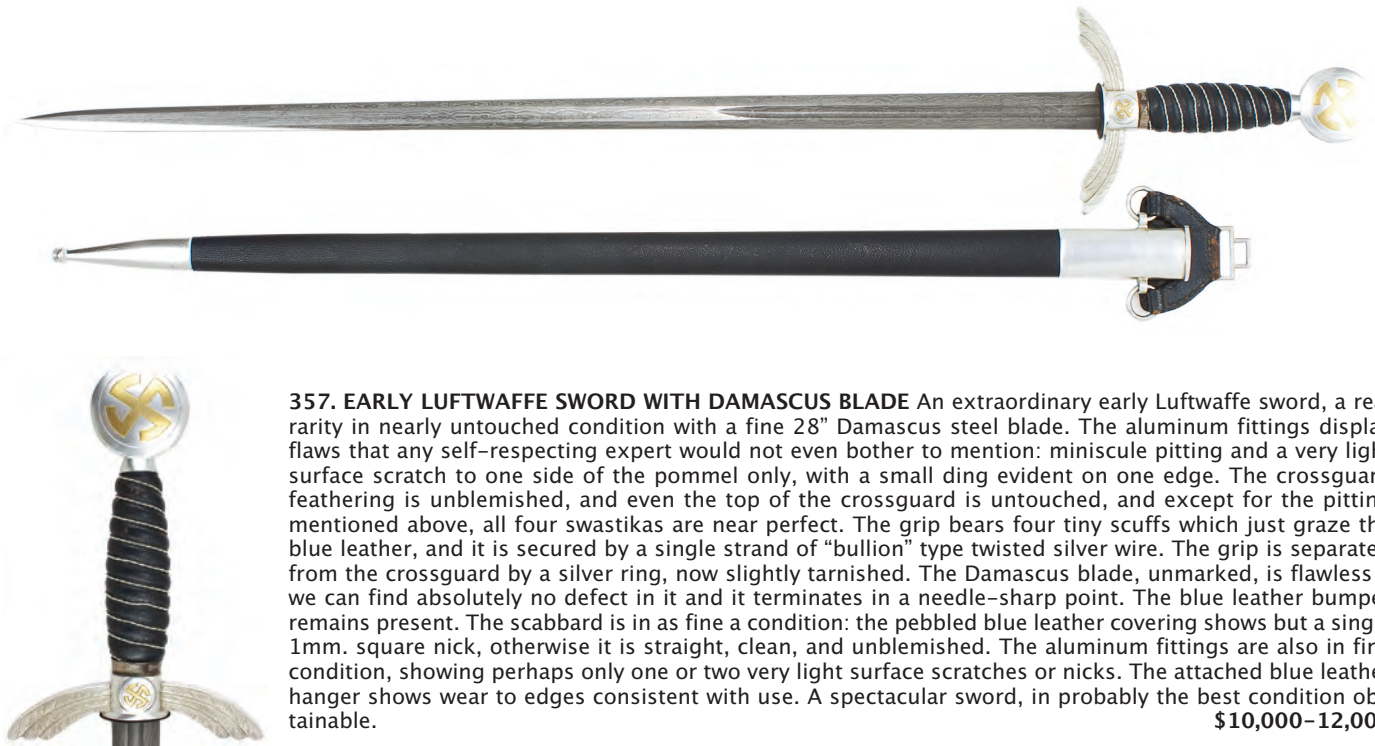 357. EARLY LUFTWAFFE SWORD WITH DAMASCUS BLADE An extraordinary early Luftwaffe sword, a rea
rarity in nearly untouched condition with a fine 28” Damascus steel blade. The aluminum fittings displa
flaws that any self-respecting expert would not even bother to mention: miniscule pitting and a very ligh
surface scratch to one side of the pommel only, with a small ding evident on one edge. The crossguar
feathering is unblemished, and even the top of the crossguard is untouched, and except for the pittin
mentioned above, all four swastikas are near perfect. The grip bears four tiny scuffs which just graze th
blue leather, and it is secured by a single strand of “bullion” type twisted silver wire. The grip is separate
from the crossguard by a silver ring, now slightly tarnished. The Damascus blade, unmarked, is flawless
we can find absolutely no defect in it and it terminates in a needle-sharp point. The blue leather bumpe
remains present. The scabbard is in as fine a condition: the pebbled blue leather covering shows but a sing
1mm. square nick, otherwise it is straight, clean, and unblemished. The aluminum fittings are also in fin
condition, showing perhaps only one or two very light surface scratches or nicks. The attached blue leathe
hanger shows wear to edges consistent with use. A spectacular sword, in probably the best condition ob
tainable. $10,000-12,00